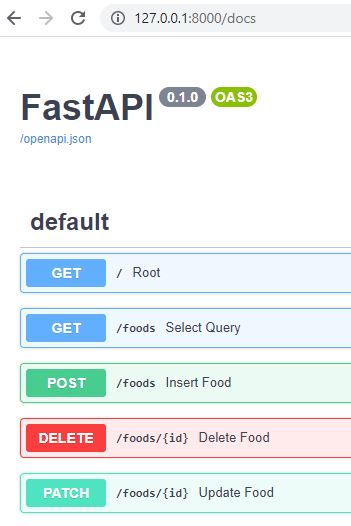 127.0.0.1:8000/docs
FastAPI 0.1.0 OAS3
/openapi.json
default
GET / Root
GET /foods Select Query
POST /foods Insert Food
DELETE /foods/{id} Delete Food
PATCH /foods/{id} Update Food